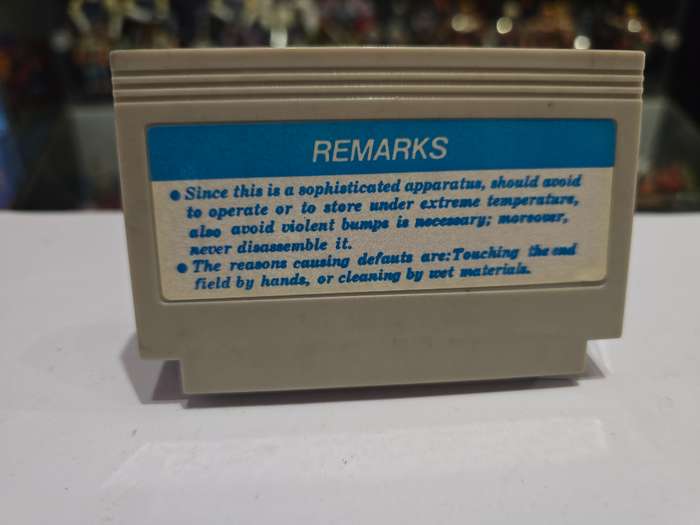 REMARKS
● Since this is a sophisticated apparatus, should avoid
to operate or to store under extreme temperature,
also avoid violent bumps is necessary; moreover,
never disassemble it.
● The reasons causing defauts are:Touching the end
field by hands, or cleaning by wet materials.